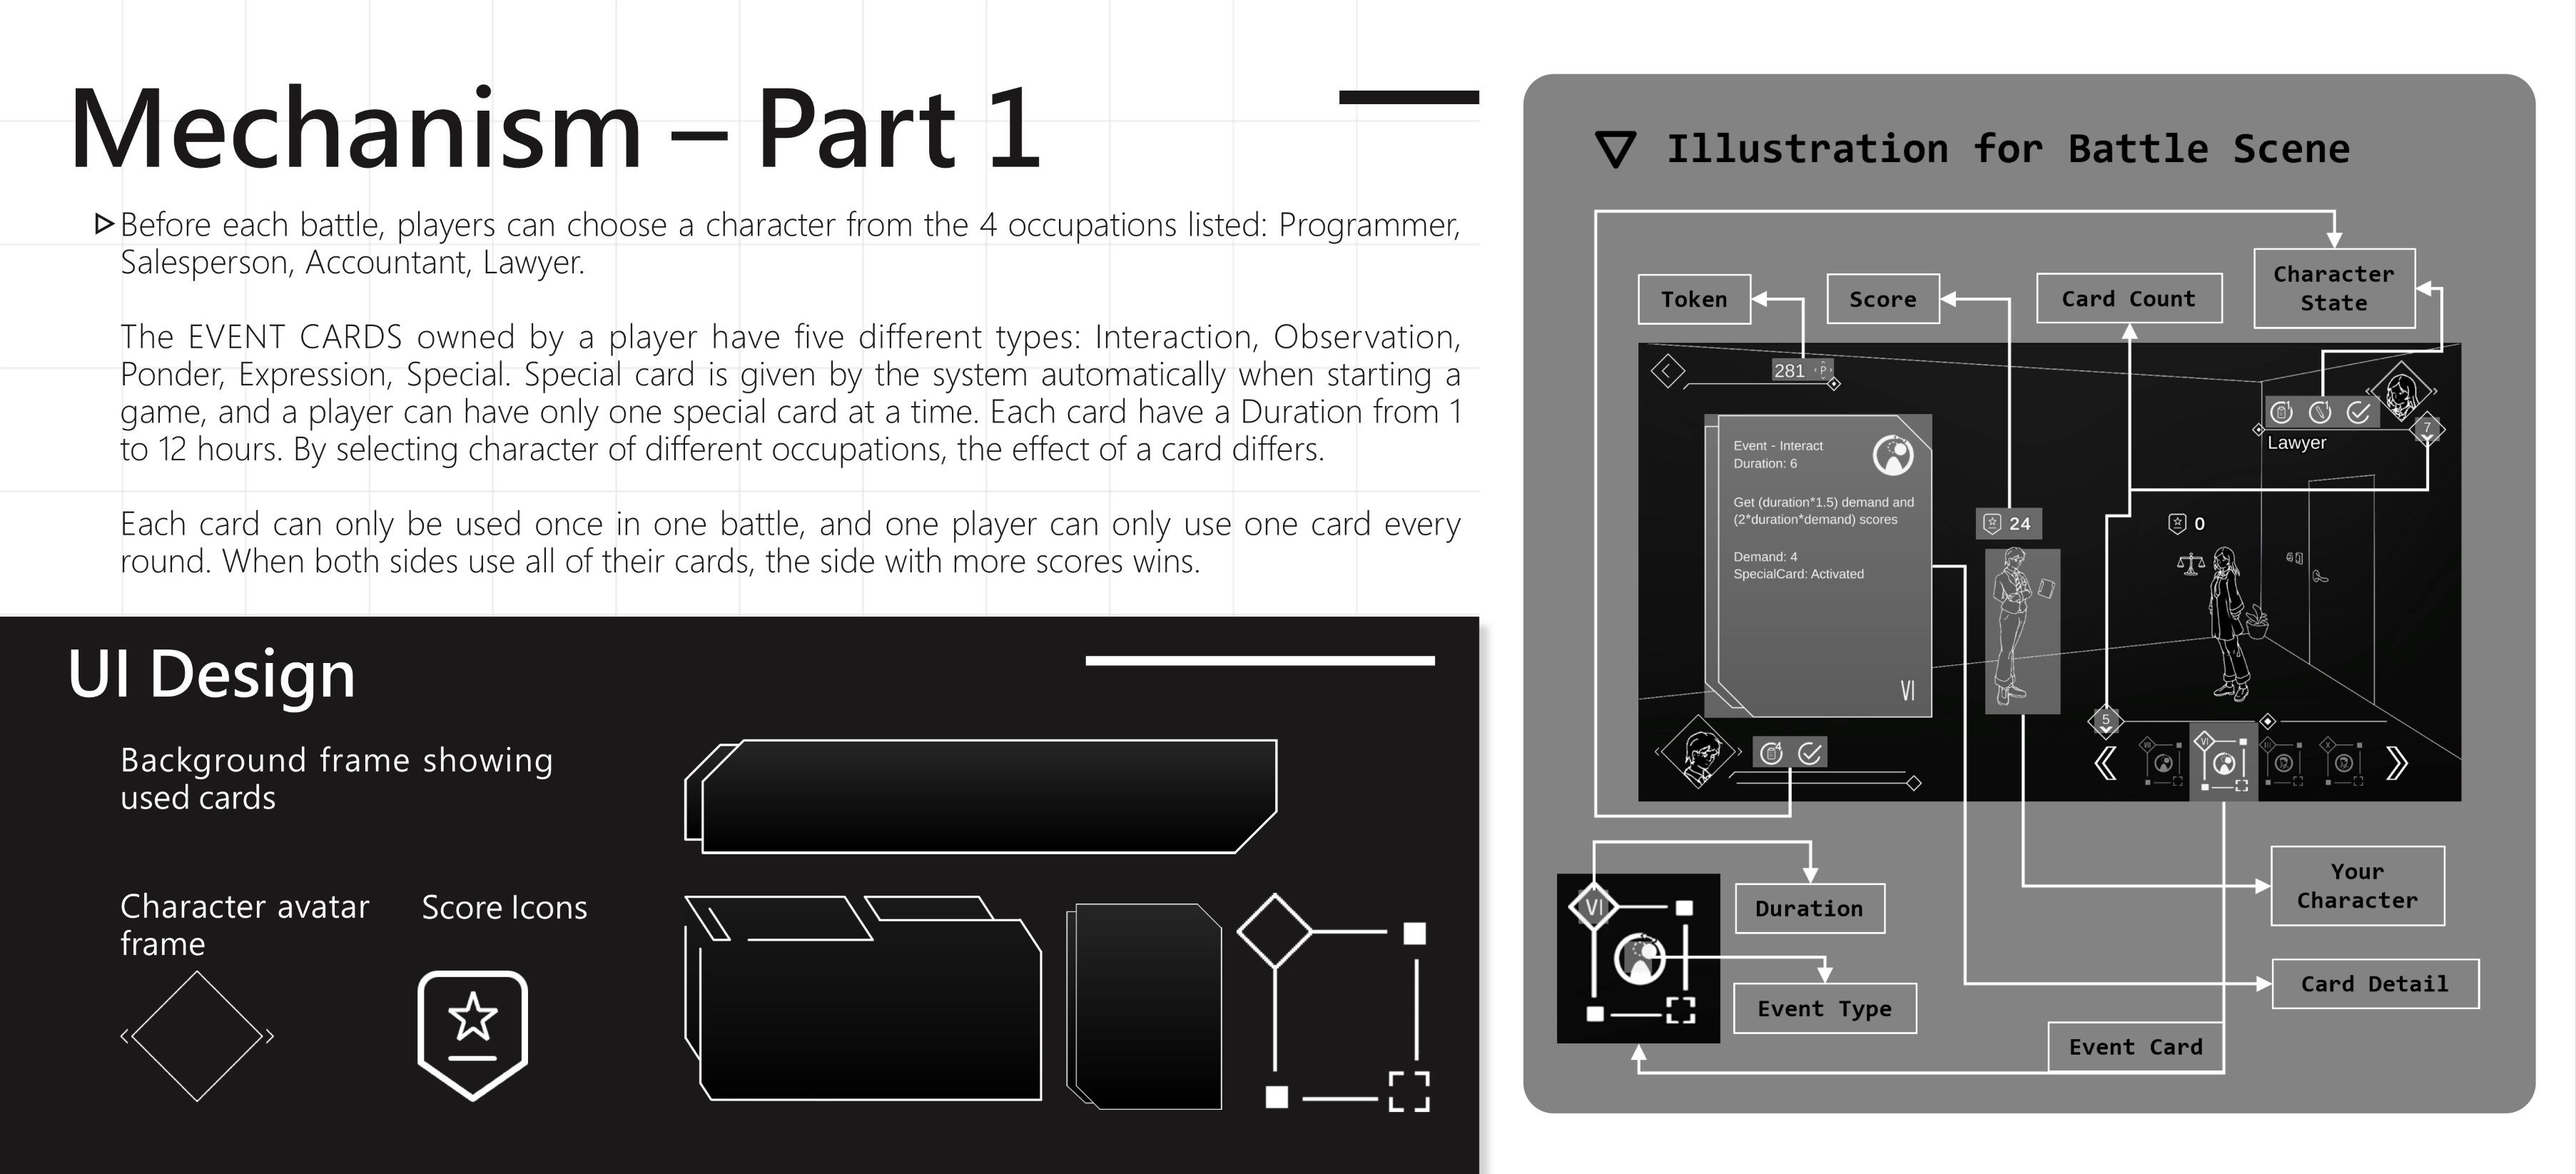 Mechanism – Part 1
Before each battle, players can choose a character from the 4 occupations listed: Programmer,
Salesperson, Accountant, Lawyer.
The EVENT CARDS owned by a player have five different types: Interaction, Observation,
Ponder, Expression, Special. Special card is given by the system automatically when starting a
game, and a player can have only one special card at a time. Each card have a Duration from 1
to 12 hours. By selecting character of different occupations, the effect of a card differs.
Each card can only be used once in one battle, and one player can only use one card every
round. When both sides use all of their cards, the side with more scores wins.
UI Design
Background frame showing
used cards
Character avatar
frame
Score Icons
Illustration for Battle Scene
Token
Score
Card Count
Character
State
281 P
1 1
7
Lawyer
Event - Interact
Duration: 6
Get (duration*1.5) demand and
(2*duration*demand) scores
Demand: 4
SpecialCard: Activated
VI
24
0
4
5
VI
VI
Duration
Event Type
Your
Character
Card Detail
Event Card